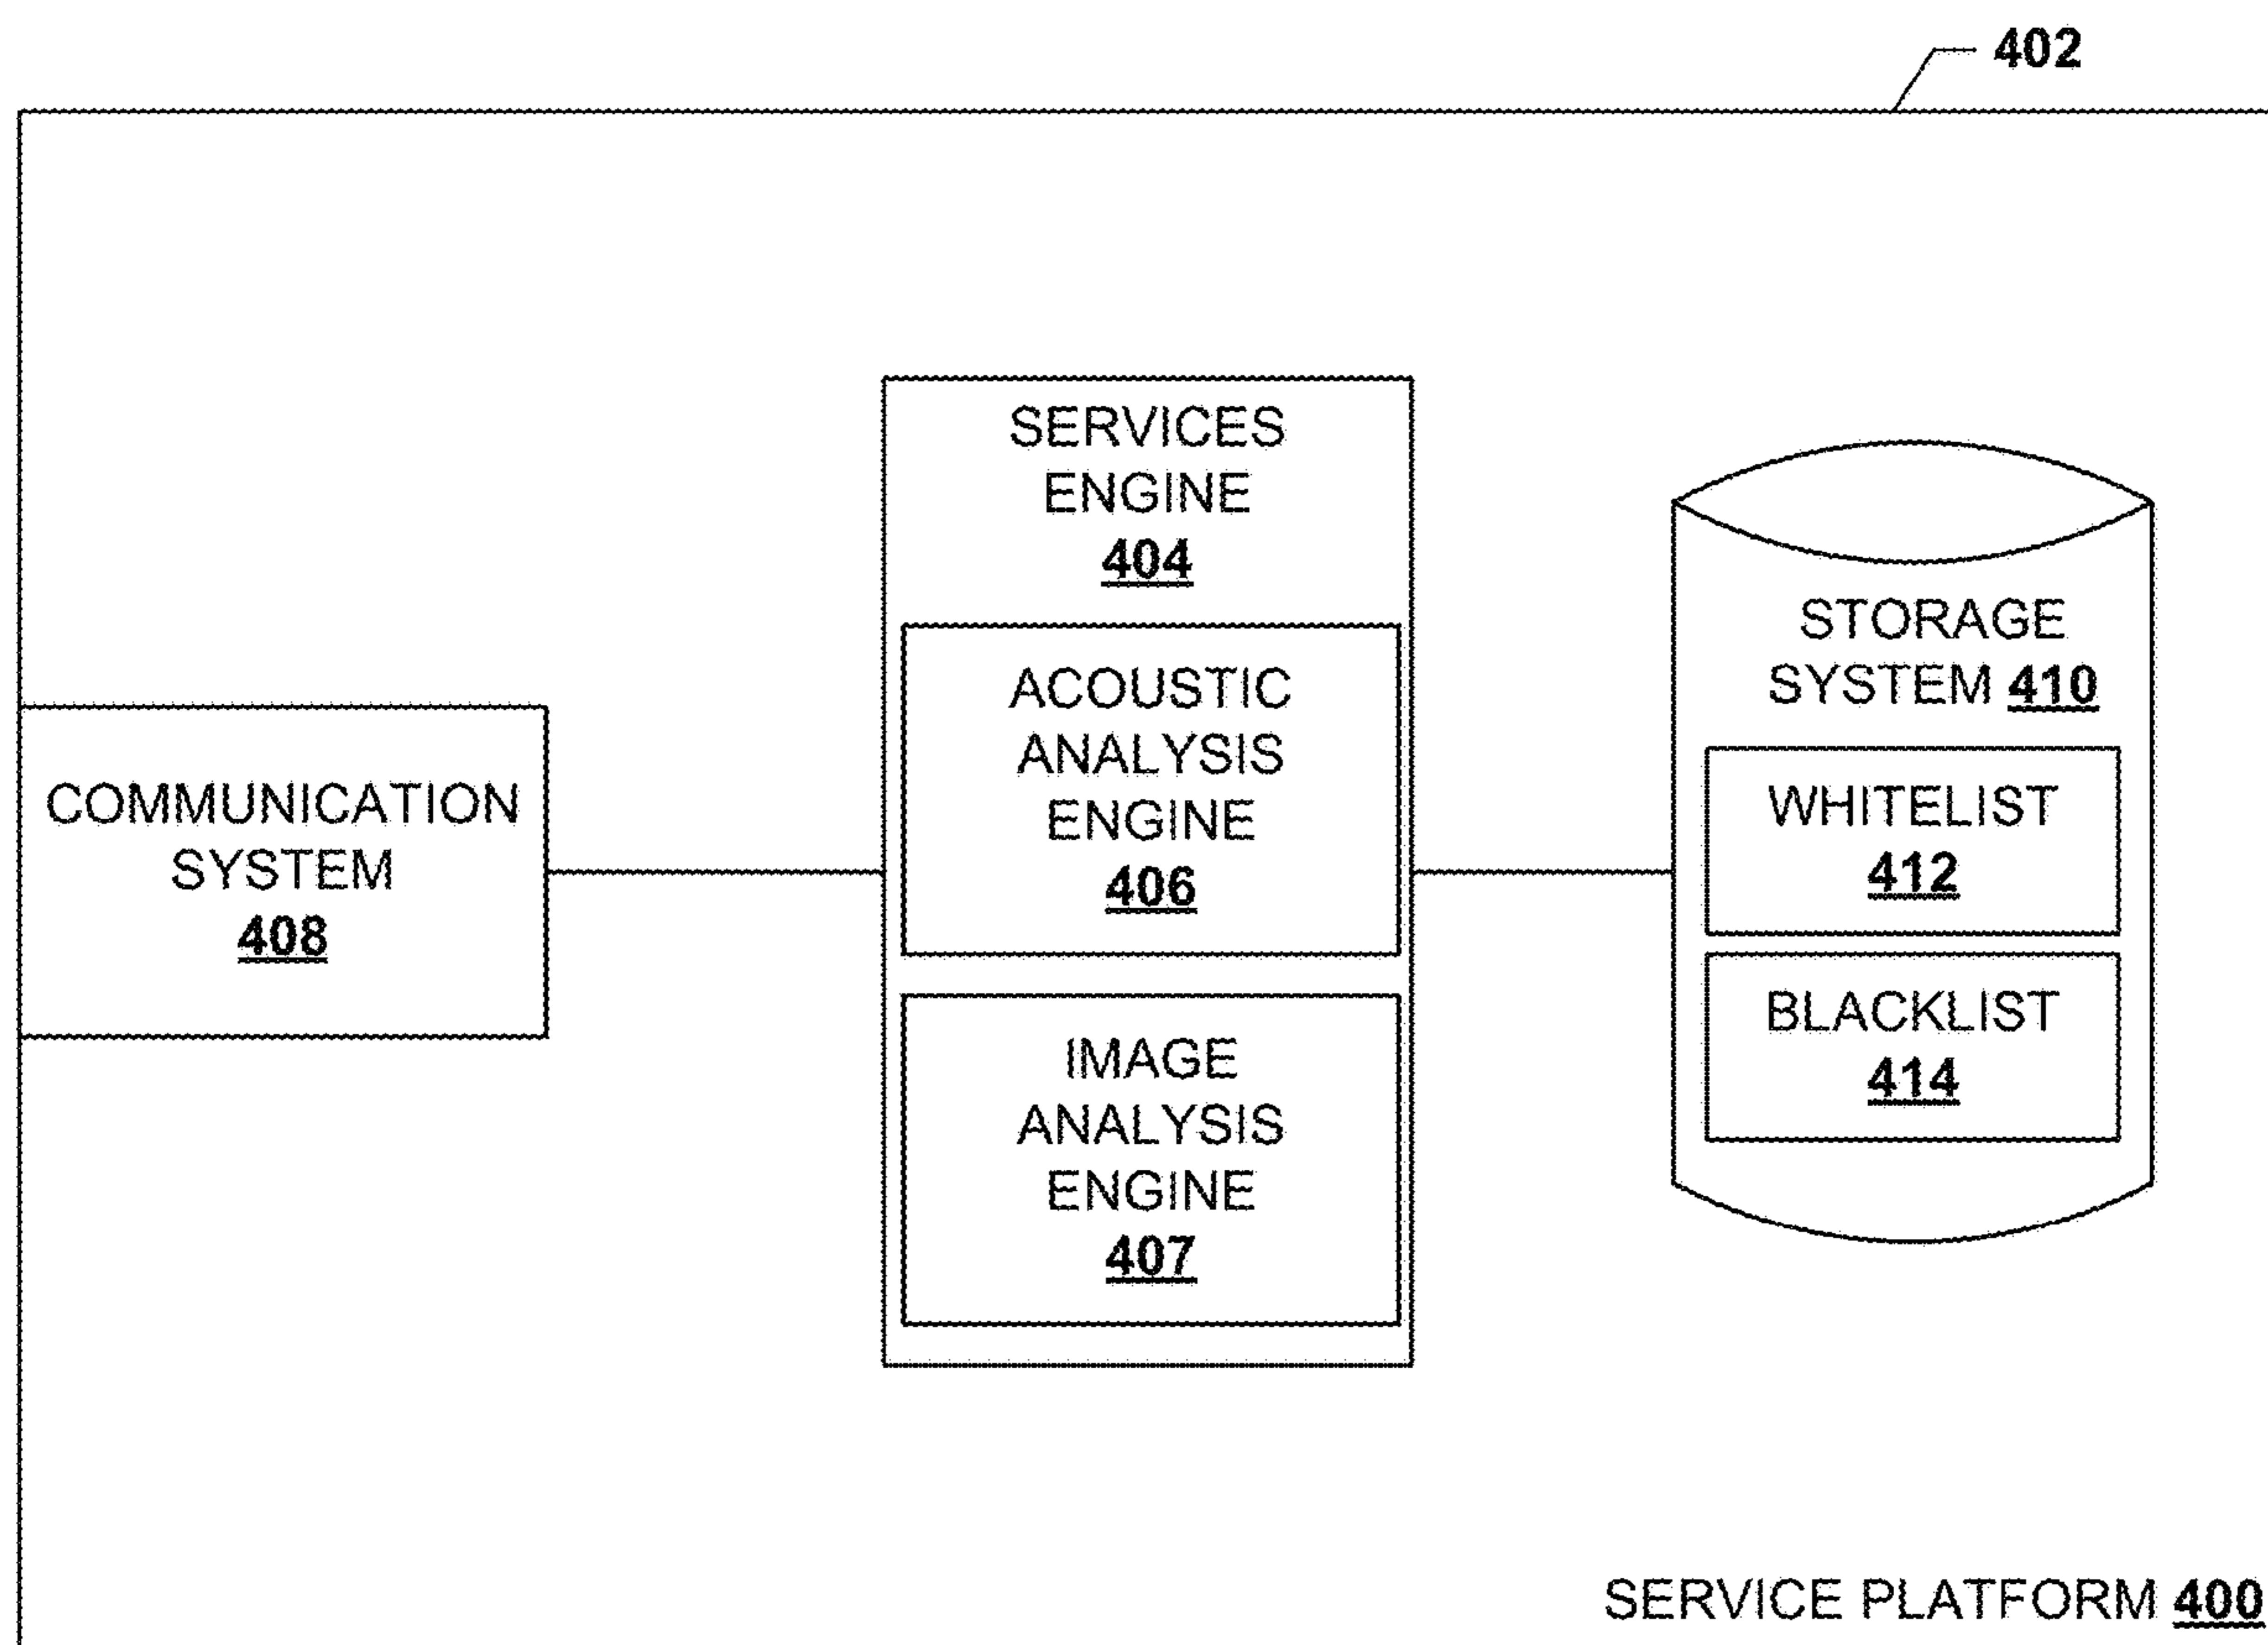 402
SERVICES
ENGINE
404
ACOUSTIC
ANALYSIS
ENGINE
406
IMAGE
ANALYSIS
ENGINE
407
COMMUNICATION
SYSTEM
408
STORAGE
SYSTEM 410
WHITELIST
412
BLACKLIST
414
SERVICE PLATFORM 400